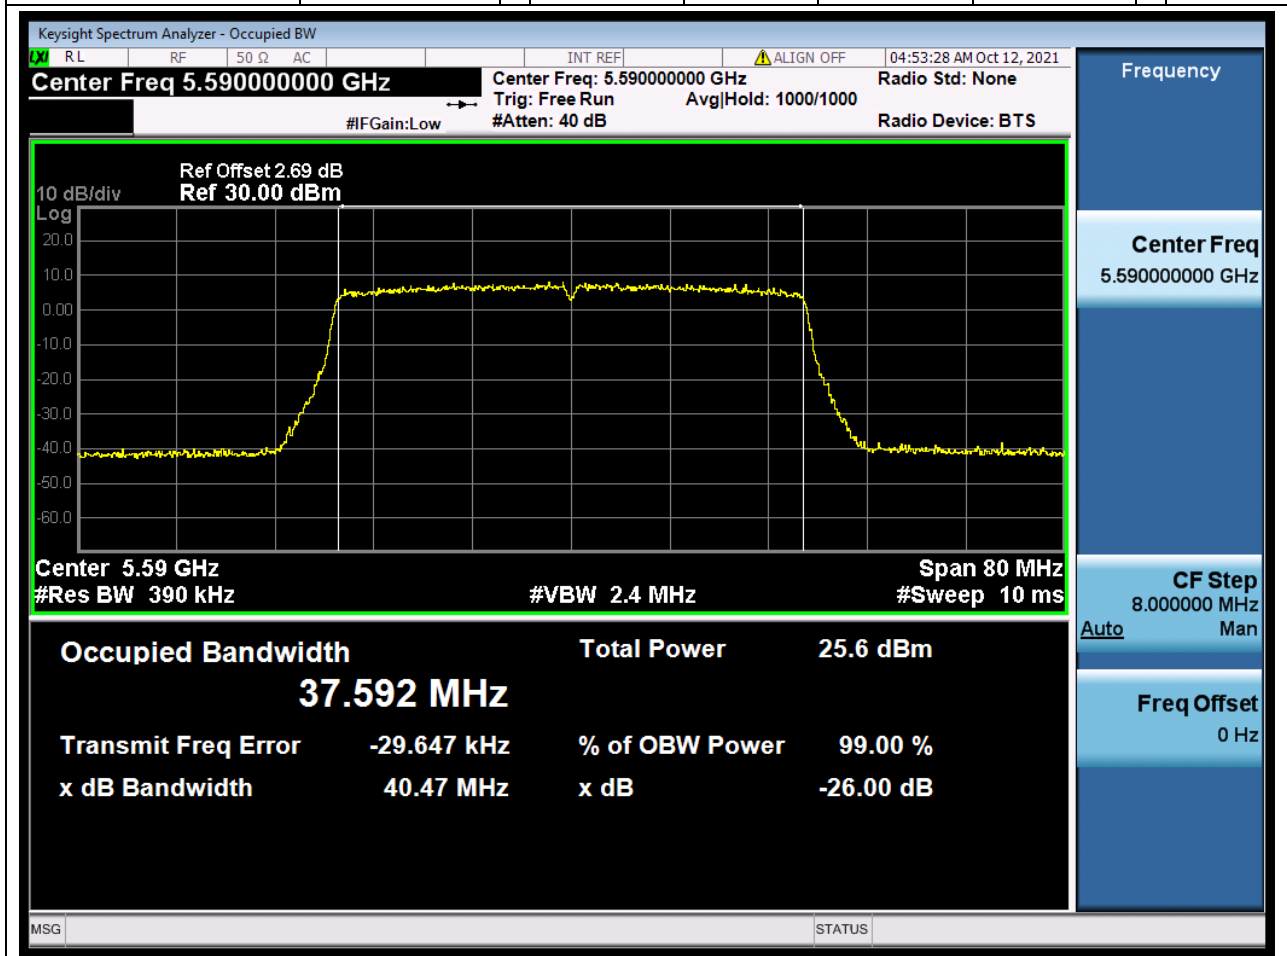 Keysight Spectrum Analyzer - Occupied BW
LXI RL RF 50 Ω AC INT REF ALIGN OFF 04:53:28 AM Oct 12, 2021
Center Freq 5.590000000 GHz
#IFGain:Low
Center Freq: 5.590000000 GHz
Trig: Free Run Avg|Hold: 1000/1000
#Atten: 40 dB
Radio Std: None
Radio Device: BTS
Ref Offset 2.69 dB
10 dB/div Ref 30.00 dBm
Log
20.0
10.0
0.00
-10.0
-20.0
-30.0
-40.0
-50.0
-60.0
Center 5.59 GHz Span 80 MHz
#Res BW 390 kHz #VBW 2.4 MHz #Sweep 10 ms
Occupied Bandwidth Total Power 25.6 dBm
37.592 MHz
Transmit Freq Error -29.647 kHz % of OBW Power 99.00 %
x dB Bandwidth 40.47 MHz x dB -26.00 dB
MSG STATUS
Frequency
Center Freq
5.590000000 GHz
CF Step
8.000000 MHz
Auto Man
Freq Offset
0 Hz